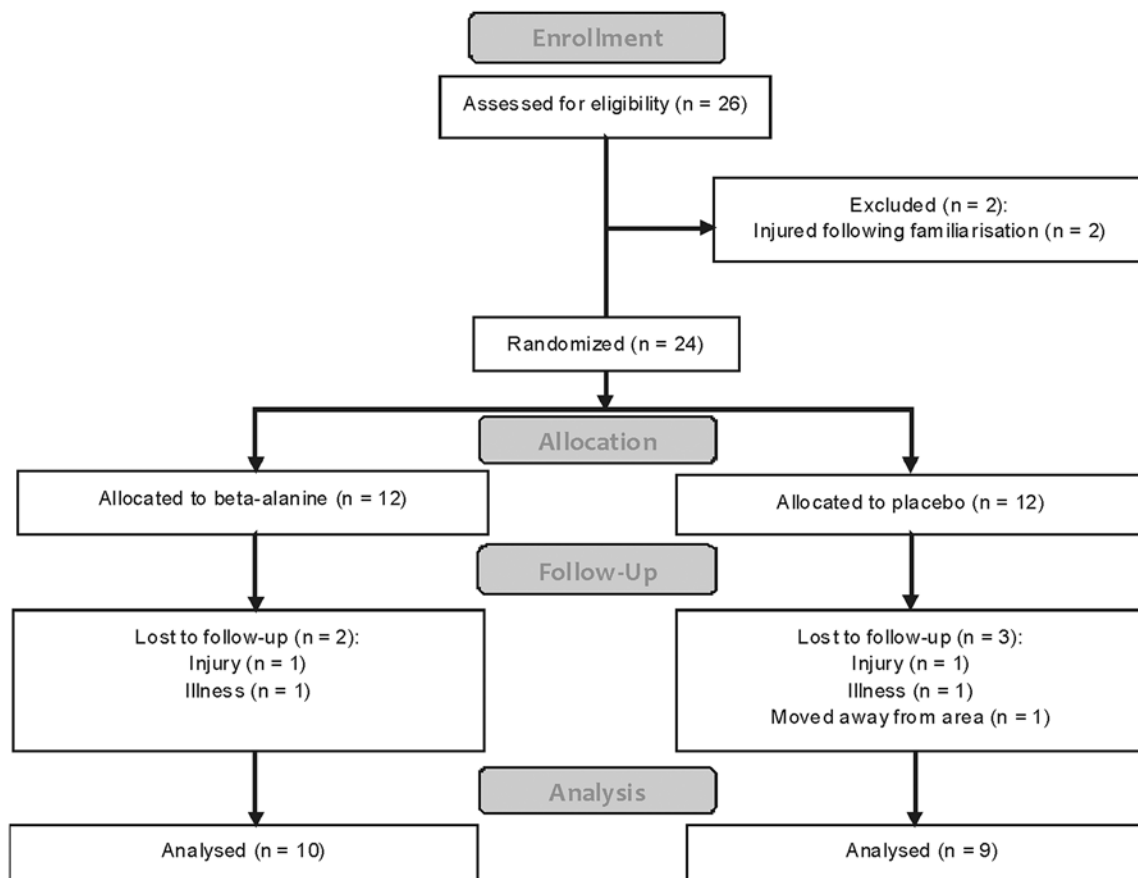 Enrollment
Assessed for eligibility (n = 26)
Excluded (n = 2):
Injured following familiarisation (n = 2)
Randomized (n = 24)
Allocation
Allocated to beta-alanine (n = 12)
Allocated to placebo (n = 12)
Follow-Up
Lost to follow-up (n = 2):
Injury (n = 1)
Illness (n = 1)
Lost to follow-up (n = 3):
Injury (n = 1)
Illness (n = 1)
Moved away from area (n = 1)
Analysis
Analysed (n = 10)
Analysed (n = 9)